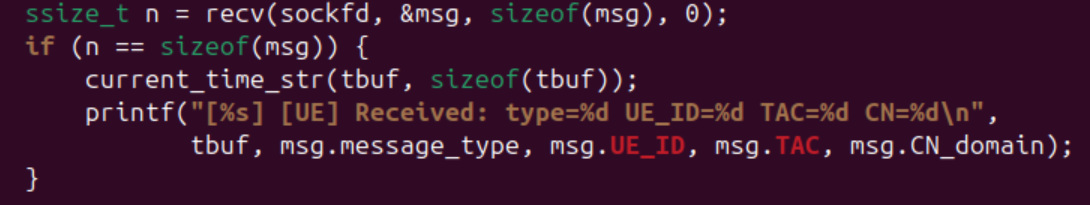 ssize_t n = recv(sockfd, &msg, sizeof(msg), 0);
if (n == sizeof(msg)) {
    current_time_str(tbuf, sizeof(tbuf));
    printf("[%s] [UE] Received: type=%d UE_ID=%d TAC=%d CN=%d\n",
           tbuf, msg.message_type, msg.UE_ID, msg.TAC, msg.CN_domain);
}